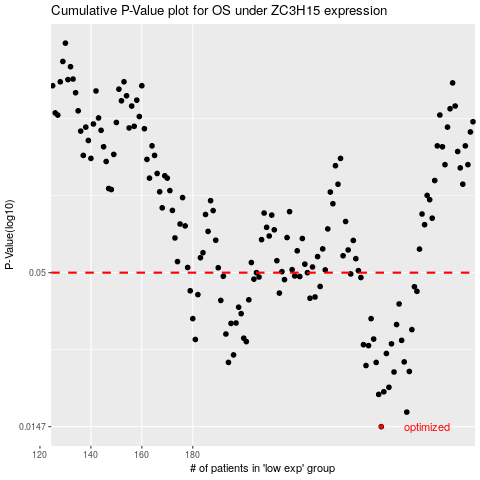 Cumulative P-Value plot for OS under ZC3H15 expression
P-Value(log10)
0.05
0.0147
optimized
120 140 160 180
# of patients in 'low exp' group